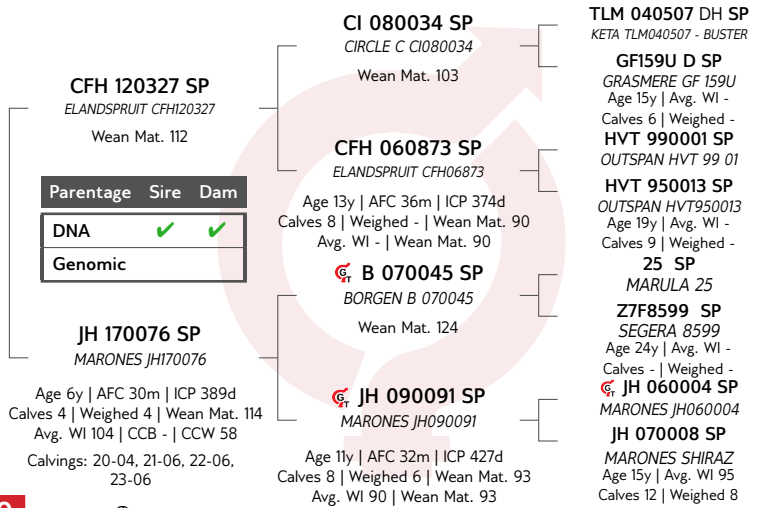 CFH 120327 SP
ELANDSPRUIT CFH120327
Wean Mat. 112
Parentage Sire Dam
DNA ✔ ✔
Genomic
JH 170076 SP
MARONES JH170076
Age 6y | AFC 30m | ICP 389d
Calves 4 | Weighed 4 | Wean Mat. 114
Avg. WI 104 | CCB - | CCW 58
Calvings: 20-04, 21-06, 22-06,
23-06
CI 080034 SP
CIRCLE C CI080034
Wean Mat. 103
CFH 060873 SP
ELANDSPRUIT CFH06873
Age 13y | AFC 36m | ICP 374d
Calves 8 | Weighed - | Wean Mat. 90
Avg. WI - | Wean Mat. 90
GT B 070045 SP
BORGEN B 070045
Wean Mat. 124
GT JH 090091 SP
MARONES JH090091
Age 11y | AFC 32m | ICP 427d
Calves 8 | Weighed 6 | Wean Mat. 93
Avg. WI 90 | Wean Mat. 93
TLM 040507 DH SP
KETA TLM040507 - BUSTER
GF159U D SP
GRASMERE GF 159U
Age 15y | Avg. WI -
Calves 6 | Weighed -
HVT 990001 SP
OUTSPAN HVT 99 01
HVT 950013 SP
OUTSPAN HVT950013
Age 19y | Avg. WI -
Calves 9 | Weighed -
25 SP
MARULA 25
Z7F8599 SP
SEGERA 8599
Age 24y | Avg. WI -
Calves - | Weighed -
GT JH 060004 SP
MARONES JH060004
JH 070008 SP
MARONES SHIRAZ
Age 15y | Avg. WI 95
Calves 12 | Weighed 8